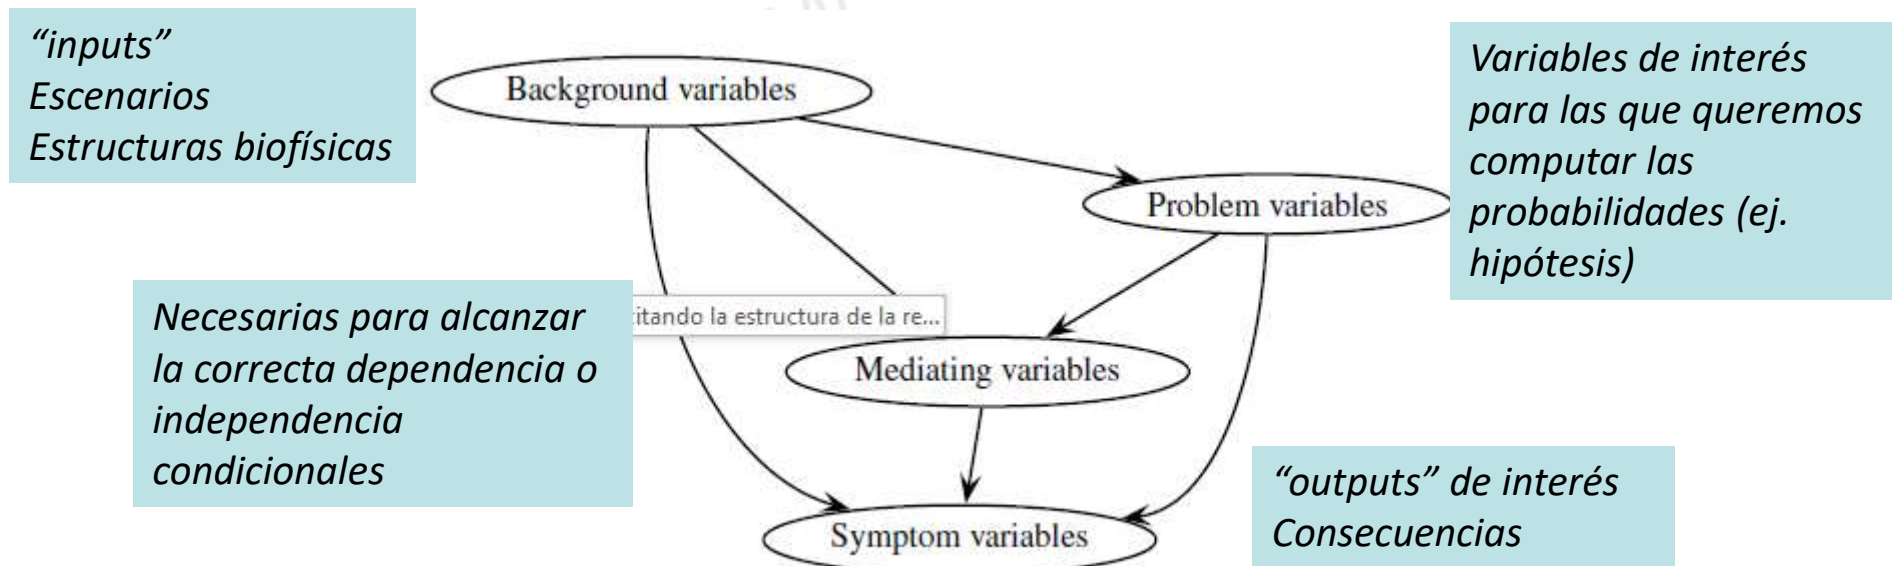 “inputs”
Escenarios
Estructuras biofísicas
Background variables
Variables de interés
para las que queremos
computar las
probabilidades (ej.
hipótesis)
Problem variables
Necesarias para alcanzar
la correcta dependencia o
independencia
condicionales
la estructura de la re...
Mediating variables
“outputs” de interés
Consecuencias
Symptom variables